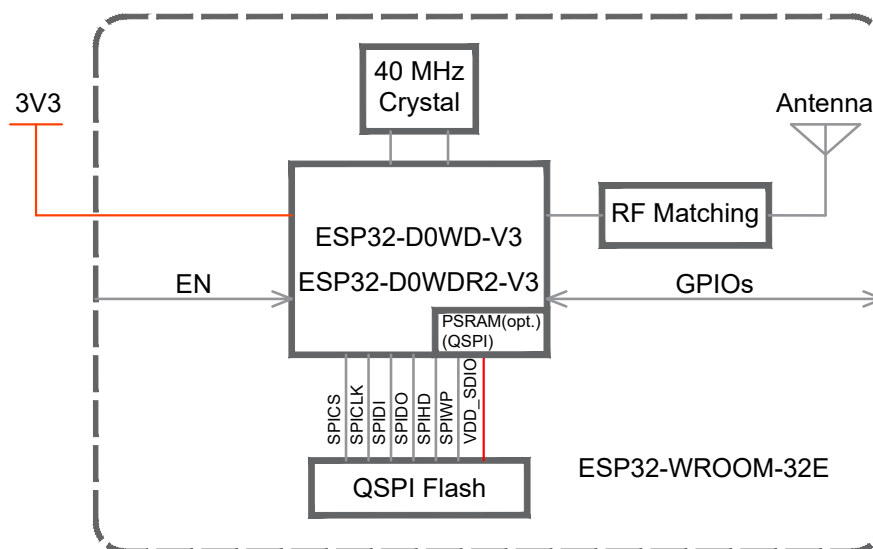 40 MHz
Crystal
3V3
Antenna
RF Matching
ESP32-D0WD-V3
ESP32-D0WDR2-V3
EN
GPIOs
PSRAM(opt.)
(QSPI)
SPICS
SPICLK
SPIDI
SPIDO
SPIHD
SPIWP
VDD_SDIO
QSPI Flash
ESP32-WROOM-32E